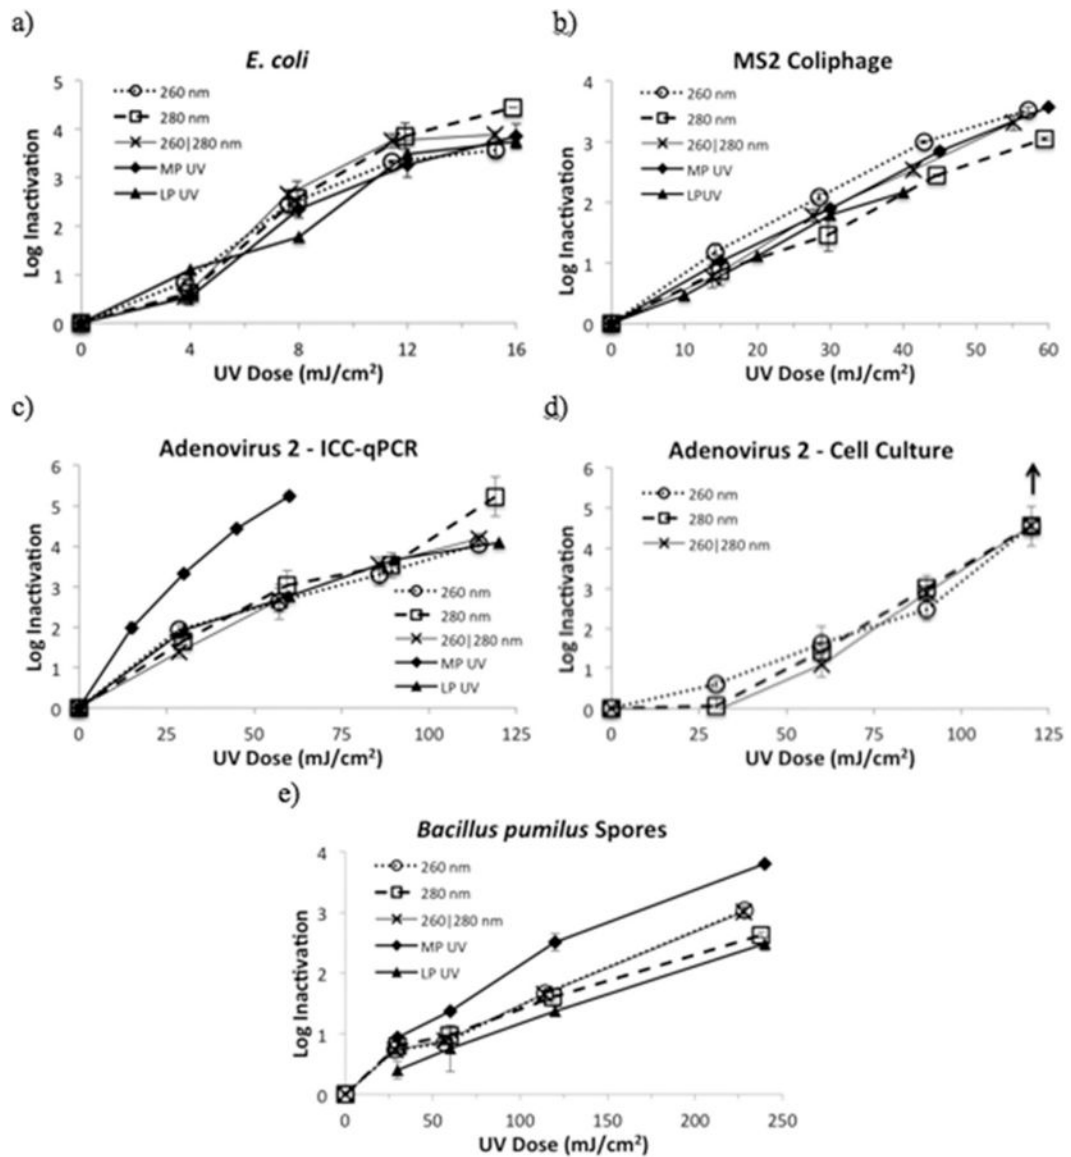 a)
E. coli
5
4
3
2
1
0
Log Inactivation
260 nm
280 nm
260|280 nm
MP UV
LP UV
0 4 8 12 16
UV Dose (mJ/cm²)
b)
MS2 Coliphage
4
3
2
1
0
Log Inactivation
260 nm
280 nm
260|280 nm
MP UV
LPUV
0 10 20 30 40 50 60
UV Dose (mJ/cm²)
c)
Adenovirus 2 - ICC-qPCR
6
5
4
3
2
1
0
Log Inactivation
260 nm
280 nm
260|280 nm
MP UV
LP UV
0 25 50 75 100 125
UV Dose (mJ/cm²)
d)
Adenovirus 2 - Cell Culture
6
5
4
3
2
1
0
Log Inactivation
260 nm
280 nm
260|280 nm
0 25 50 75 100 125
UV Dose (mJ/cm²)
e)
Bacillus pumilus Spores
4
3
2
1
0
Log Inactivation
260 nm
280 nm
260|280 nm
MP UV
LP UV
0 50 100 150 200 250
UV Dose (mJ/cm²)